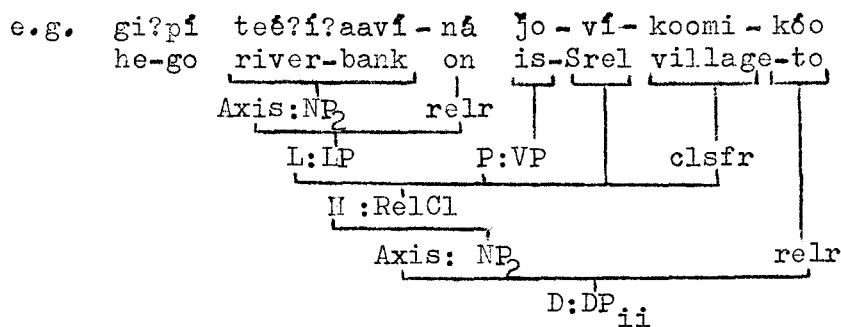 e.g. gi?pí teé?í?aaví-ná ǰo-ví-koomi-kóo
he-go river-bank on is-Srel village-to
Axis:NP2 relr
L:LP P:VP clsfr
H:RelCl
Axis: NP2 relr
D:DPii